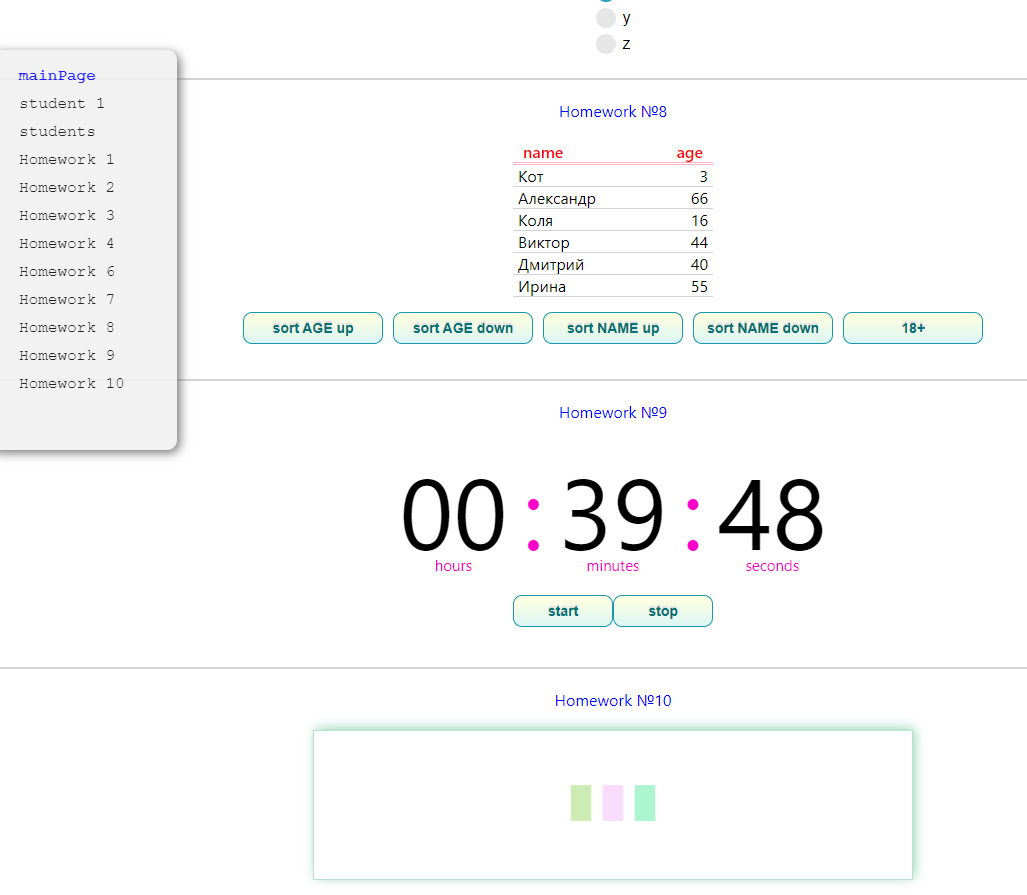 y
z
mainPage
student 1
students
Homework 1
Homework 2
Homework 3
Homework 4
Homework 6
Homework 7
Homework 8
Homework 9
Homework 10
Homework №8
name age
Кот 3
Александр 66
Коля 16
Виктор 44
Дмитрий 40
Ирина 55
sort AGE up sort AGE down sort NAME up sort NAME down 18+
Homework №9
00 : 39 : 48
hours minutes seconds
start stop
Homework №10